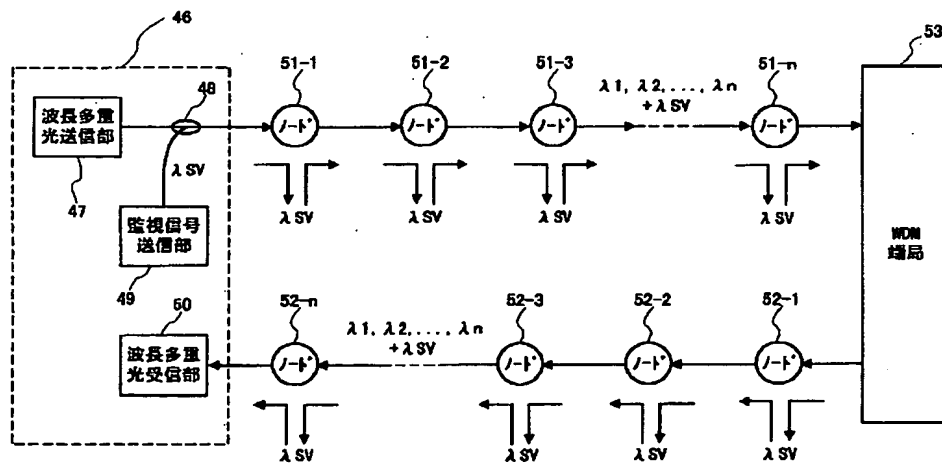 46
53
51-1
51-2
51-3
51-n
48
λ1, λ2,..., λn
+λSV
波長多重
光送信部
ノード
ノード
ノード
ノード
λSV
47
λSV
λSV
λSV
λSV
監視信号
送信部
WDM
端局
49
50
52-n
52-3
52-2
52-1
λ1, λ2,..., λn
+λSV
波長多重
光受信部
ノード
ノード
ノード
ノード
λSV
λSV
λSV
λSV